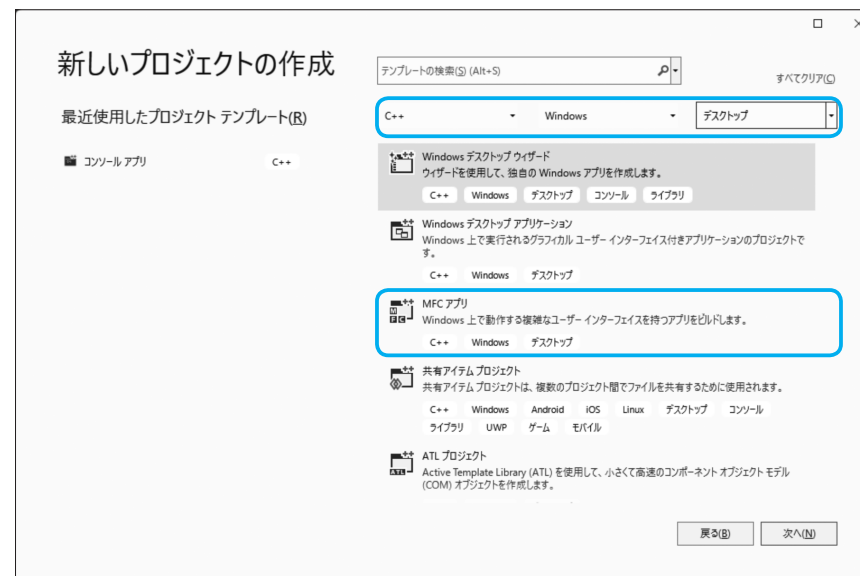 新しいプロジェクトの作成
テンプレートの検索(S) (Alt+S)
すべてクリア(C)
最近使用したプロジェクト テンプレート(R)
C++ Windows デスクトップ
コンソール アプリ C++
Windows デスクトップ ウィザード
ウィザードを使用して、独自の Windows アプリを作成します。
C++ Windows デスクトップ コンソール ライブラリ
Windows デスクトップ アプリケーション
Windows 上で実行されるグラフィカル ユーザー インターフェイス付きアプリケーションのプロジェクトで
す。
C++ Windows デスクトップ
MFC アプリ
Windows 上で動作する複雑なユーザー インターフェイスを持つアプリをビルドします。
C++ Windows デスクトップ
共有アイテム プロジェクト
共有アイテム プロジェクトは、複数のプロジェクト間でファイルを共有するために使用されます。
C++ Windows Android iOS Linux デスクトップ コンソール
ライブラリ UWP ゲーム モバイル
ATL プロジェクト
Active Template Library (ATL) を使用して、小さくて高速のコンポーネント オブジェクト モデル
(COM) オブジェクトを作成します。
戻る(B) 次へ(N)